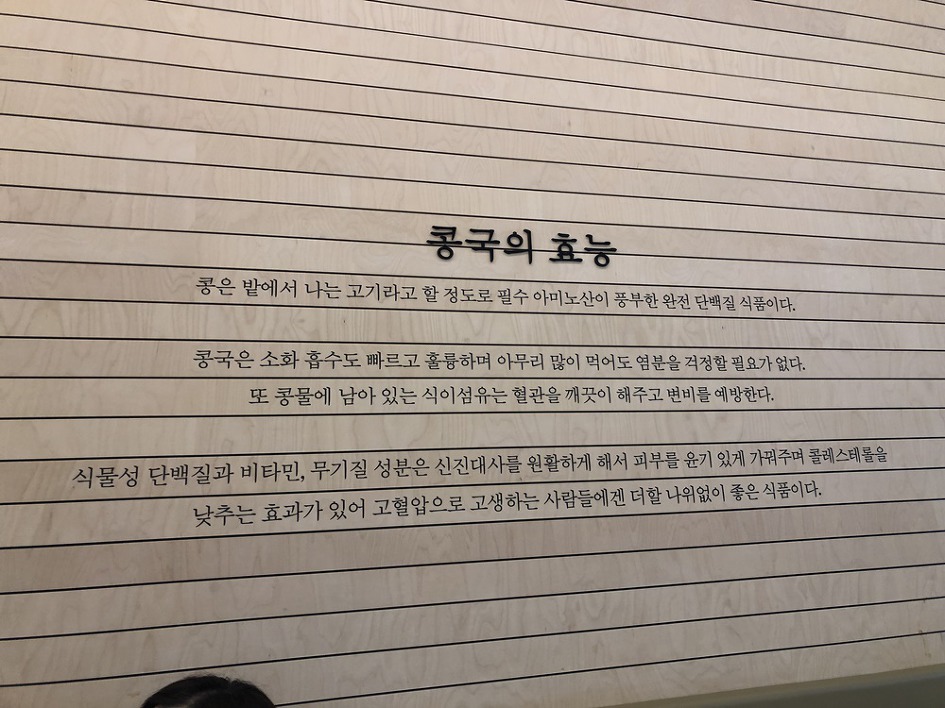 콩국의 효능
콩은 밭에서 나는 고기라고 할 정도로 필수 아미노산이 풍부한 완전 단백질 식품이다.
콩국은 소화 흡수도 빠르고 훌륭하며 아무리 많이 먹어도 염분을 걱정할 필요가 없다.
또 콩물에 남아 있는 식이섬유는 혈관을 깨끗이 해주고 변비를 예방한다.
식물성 단백질과 비타민, 무기질 성분은 신진대사를 원활하게 해서 피부를 윤기 있게 가꿔주며 콜레스테롤을
낮추는 효과가 있어 고혈압으로 고생하는 사람들에겐 더할 나위없이 좋은 식품이다.